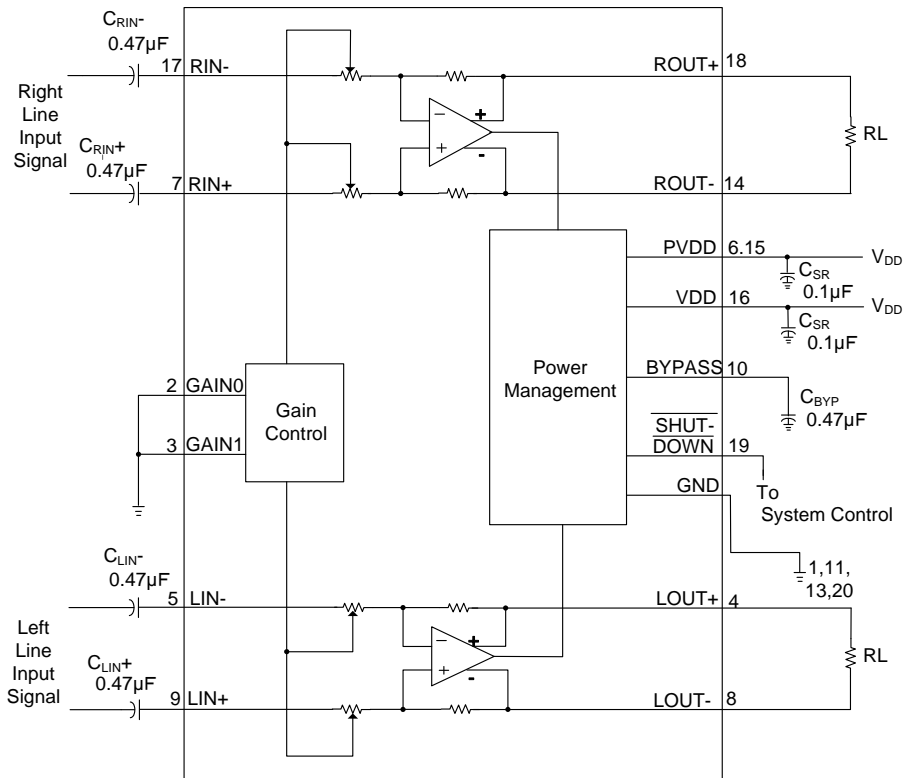 CRIN-
0.47µF
17 RIN-
Right
Line
Input
Signal
CRIN+
0.47µF
7 RIN+
ROUT+ 18
RL
ROUT- 14
PVDD 6.15
CSR
0.1µF
VDD
VDD 16
CSR
0.1µF
VDD
BYPASS 10
CBYP
0.47µF
SHUT-
DOWN 19
To
System Control
GND
1,11,
13,20
Power
Management
2 GAIN0
3 GAIN1
Gain
Control
CLIN-
0.47µF
5 LIN-
Left
Line
Input
Signal
CLIN+
0.47µF
9 LIN+
LOUT+ 4
RL
LOUT- 8
− +
+ -
− +
+ -